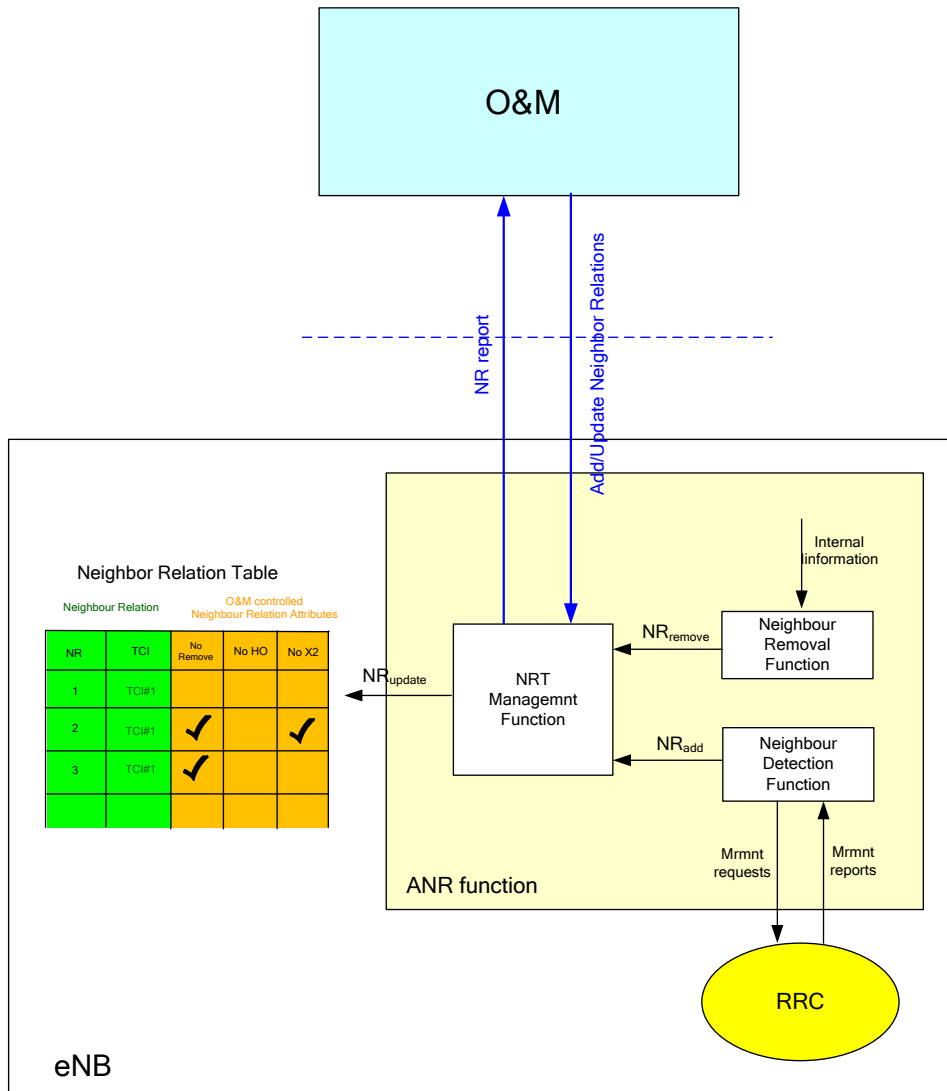 O&M
NR report
Add/Update Neighbor Relations
Internal
Iinformation
Neighbor Relation Table
Neighbour Relation
O&M controlled
Neighbour Relation Attributes
NR TCI No Remove No HO No X2
1 TCI#1
2 TCI#1 ✓ ✓
3 TCI#1 ✓
NRupdate
NRT
Managemnt
Function
NRremove
Neighbour
Removal
Function
NRadd
Neighbour
Detection
Function
Mrmnt
requests
Mrmnt
reports
ANR function
RRC
eNB